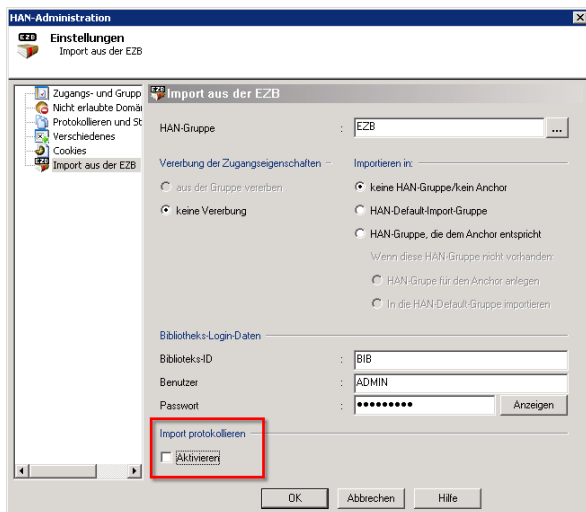 HAN-Administration
EZB
Einstellungen
Import aus der EZB
Zugangs- und Grupp
Nicht erlaubte Domä
Protokollieren und St
Verschiedenes
Cookies
Import aus der EZB
Import aus der EZB
HAN-Gruppe : EZB ...
Vererbung der Zugangseigenschaften
aus der Gruppe vererben
keine Vererbung
Importieren in:
keine HAN-Gruppe/kein Anchor
HAN-Default-Import-Gruppe
HAN-Gruppe, die dem Anchor entspricht
Wenn diese HAN-Gruppe nicht vorhanden:
HAN-Grupe für den Anchor anlegen
In die HAN-Default-Gruppe importieren
Bibliotheks-Login-Daten
Biblioteks-ID : BIB
Benutzer : ADMIN
Passwort : ••••••••• Anzeigen
Import protokollieren
Aktivieren
OK Abbrechen Hilfe